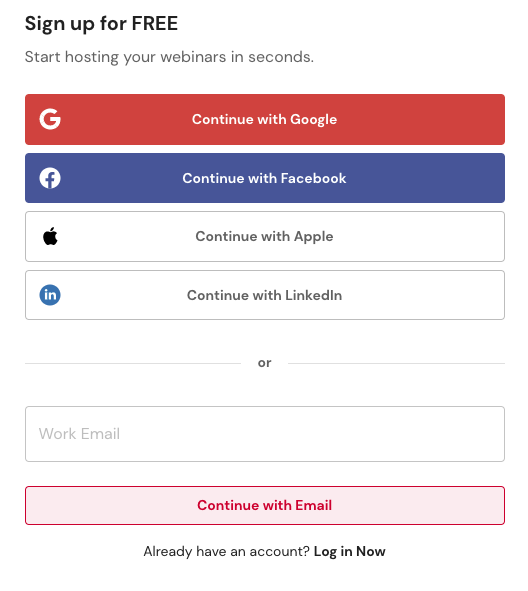 Sign up for FREE
Start hosting your webinars in seconds.
Continue with Google
Continue with Facebook
Continue with Apple
in
Continue with LinkedIn
or
Work Email
Continue with Email
Already have an account? Log in Now